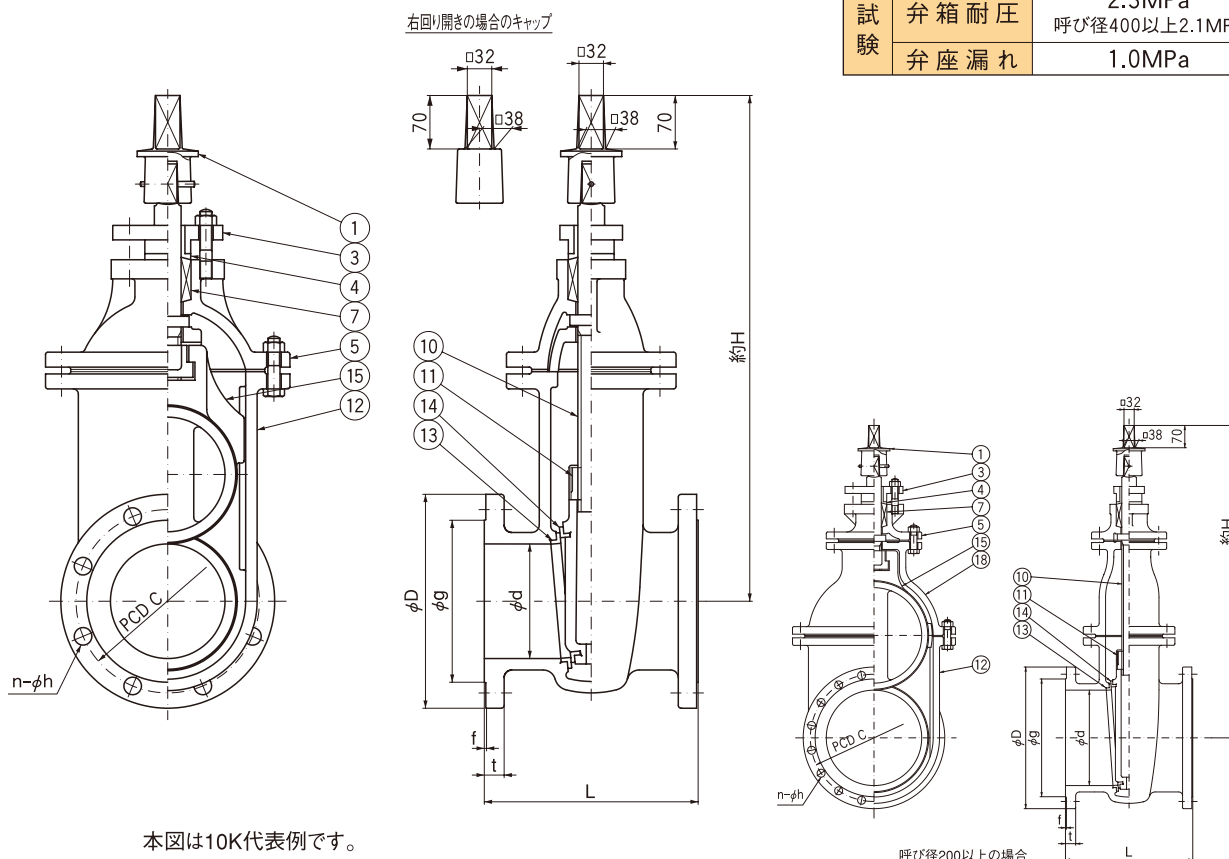 右回り開きの場合のキャップ
□32
70
□38
□32
70
□38
約H
1
3
4
7
5
15
12
10
11
14
13
φD
φg
φd
f
t
L
PCD C
n-φh
本図は10K代表例です。
試験
弁箱耐圧
呼び径400以上2.1MP
弁座漏れ
1.0MPa
□32
70
□38
約H
1
3
4
7
5
15
18
12
10
11
14
13
φD
φg
φd
f
t
L
PCD C
n-φh
呼び径200以上の場合